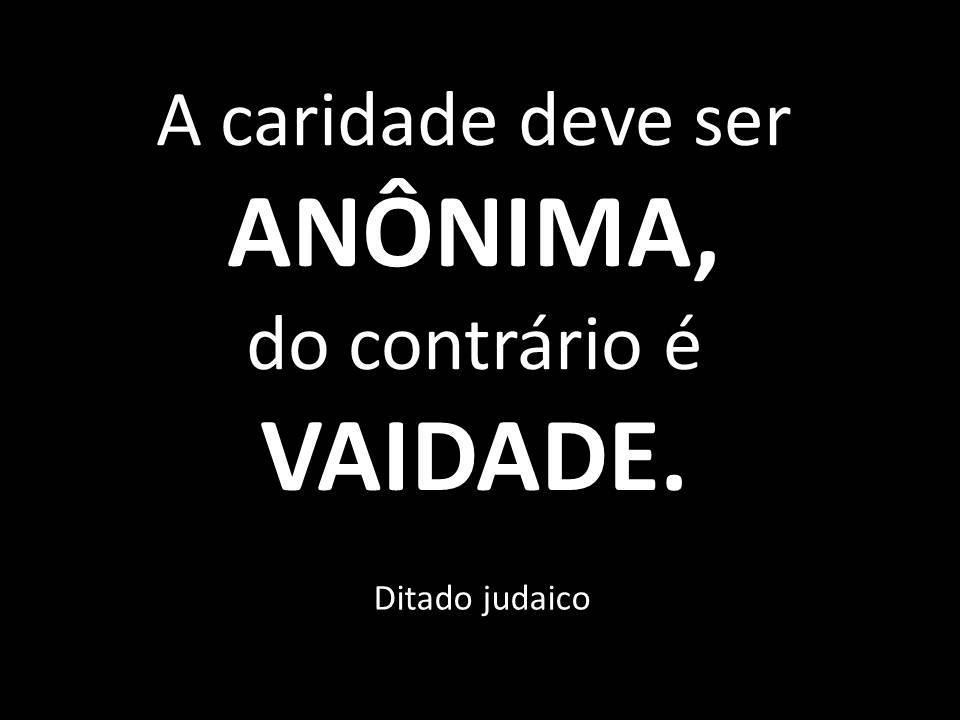 A caridade deve ser
ANÔNIMA,
do contrário é
VAIDADE.
Ditado judaico